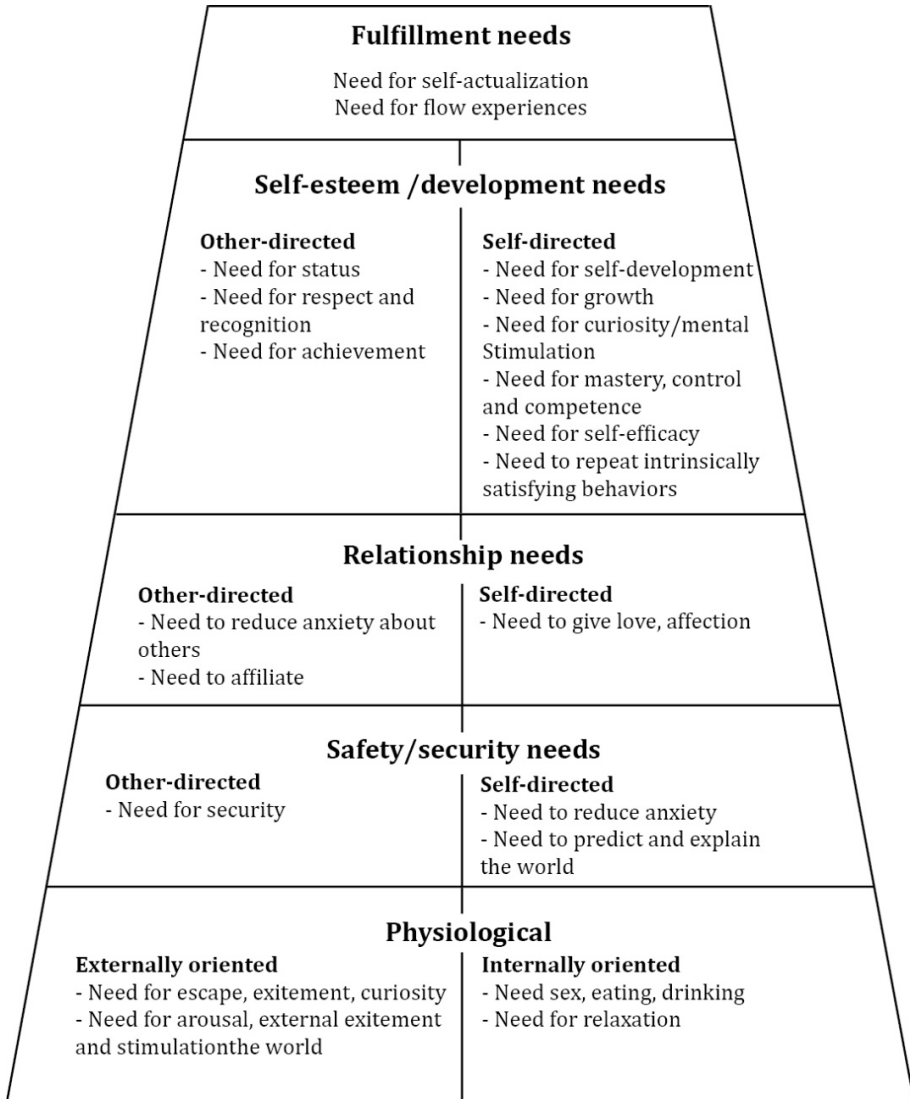 Fulfillment needs
Need for self-actualization
Need for flow experiences
Self-esteem /development needs
Other-directed
- Need for status
- Need for respect and
recognition
- Need for achievement
Self-directed
- Need for self-development
- Need for growth
- Need for curiosity/mental
Stimulation
- Need for mastery, control
and competence
- Need for self-efficacy
- Need to repeat intrinsically
satisfying behaviors
Relationship needs
Other-directed
- Need to reduce anxiety about
others
- Need to affiliate
Self-directed
- Need to give love, affection
Safety/security needs
Other-directed
- Need for security
Self-directed
- Need to reduce anxiety
- Need to predict and explain
the world
Physiological
Externally oriented
- Need for escape, exitement, curiosity
- Need for arousal, external exitement
and stimulationthe world
Internally oriented
- Need sex, eating, drinking
- Need for relaxation